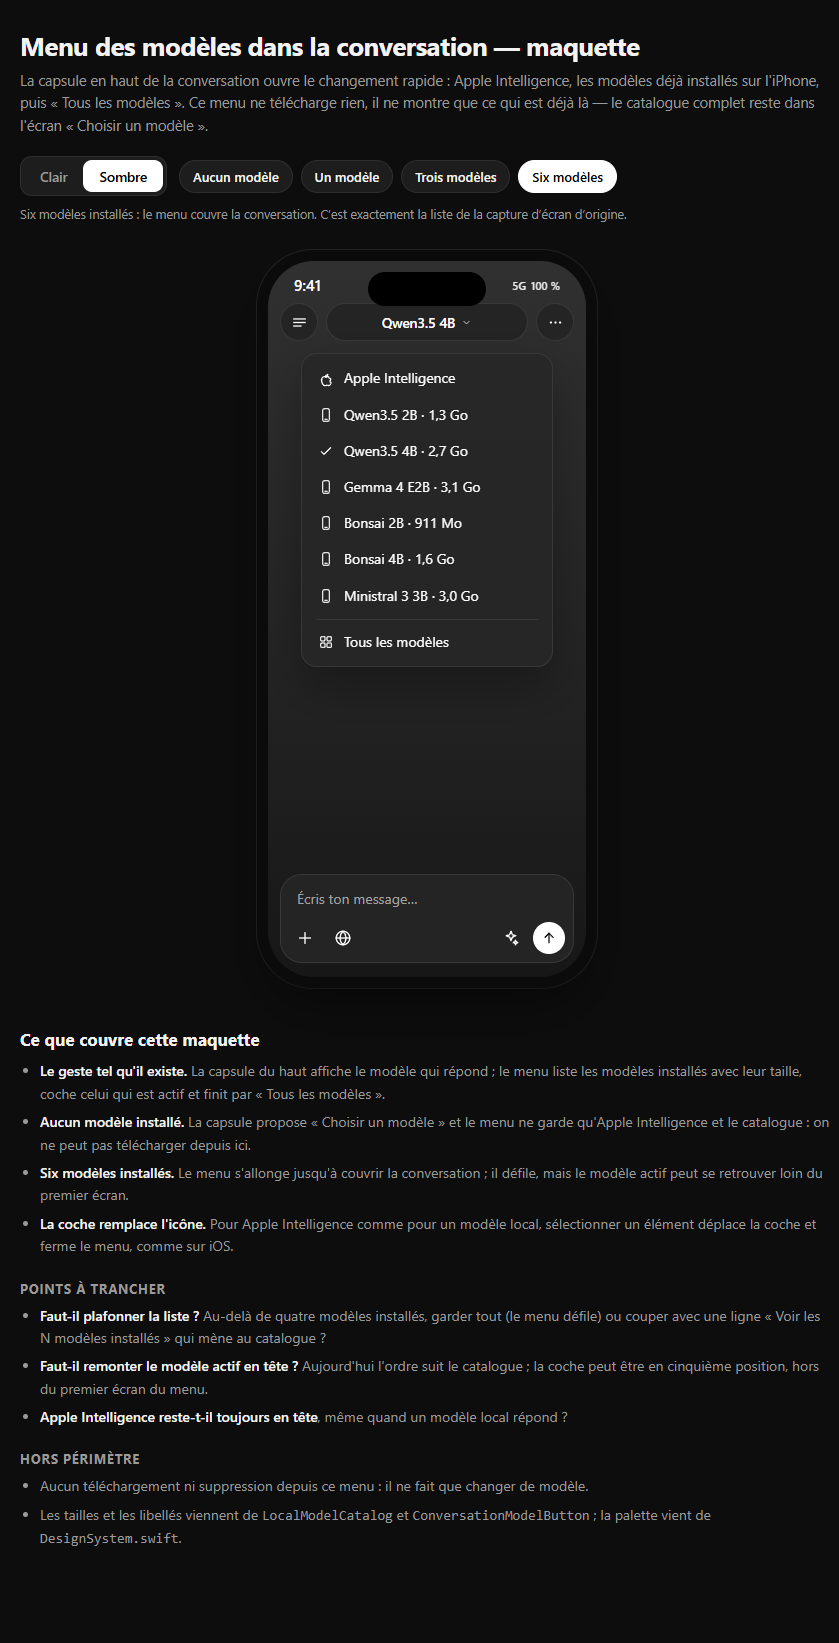 Menu des modèles dans la conversation — maquette
La capsule en haut de la conversation ouvre le changement rapide : Apple Intelligence, les modèles déjà installés sur l'iPhone,
puis « Tous les modèles ». Ce menu ne télécharge rien, il ne montre que ce qui est déjà là — le catalogue complet reste dans
l'écran « Choisir un modèle ».
Clair Sombre Aucun modèle Un modèle Trois modèles Six modèles
Six modèles installés : le menu couvre la conversation. C'est exactement la liste de la capture d'écran d'origine.
9:41 5G 100 %
Qwen3.5 4B
Apple Intelligence
Qwen3.5 2B · 1,3 Go
Qwen3.5 4B · 2,7 Go
Gemma 4 E2B · 3,1 Go
Bonsai 2B · 911 Mo
Bonsai 4B · 1,6 Go
Ministral 3 3B · 3,0 Go
Tous les modèles
Écris ton message...
Ce que couvre cette maquette
• Le geste tel qu'il existe. La capsule du haut affiche le modèle qui répond ; le menu liste les modèles installés avec leur taille,
coche celui qui est actif et finit par « Tous les modèles ».
• Aucun modèle installé. La capsule propose « Choisir un modèle » et le menu ne garde qu'Apple Intelligence et le catalogue : on
ne peut pas télécharger depuis ici.
• Six modèles installés. Le menu s'allonge jusqu'à couvrir la conversation ; il défile, mais le modèle actif peut se retrouver loin du
premier écran.
• La coche remplace l'icône. Pour Apple Intelligence comme pour un modèle local, sélectionner un élément déplace la coche et
ferme le menu, comme sur iOS.
POINTS À TRANCHER
• Faut-il plafonner la liste ? Au-delà de quatre modèles installés, garder tout (le menu défile) ou couper avec une ligne « Voir les
N modèles installés » qui mène au catalogue ?
• Faut-il remonter le modèle actif en tête ? Aujourd'hui l'ordre suit le catalogue ; la coche peut être en cinquième position, hors
du premier écran du menu.
• Apple Intelligence reste-t-il toujours en tête, même quand un modèle local répond ?
HORS PÉRIMÈTRE
• Aucun téléchargement ni suppression depuis ce menu : il ne fait que changer de modèle.
• Les tailles et les libellés viennent de LocalModelCatalog et ConversationModelButton ; la palette vient de
DesignSystem.swift.